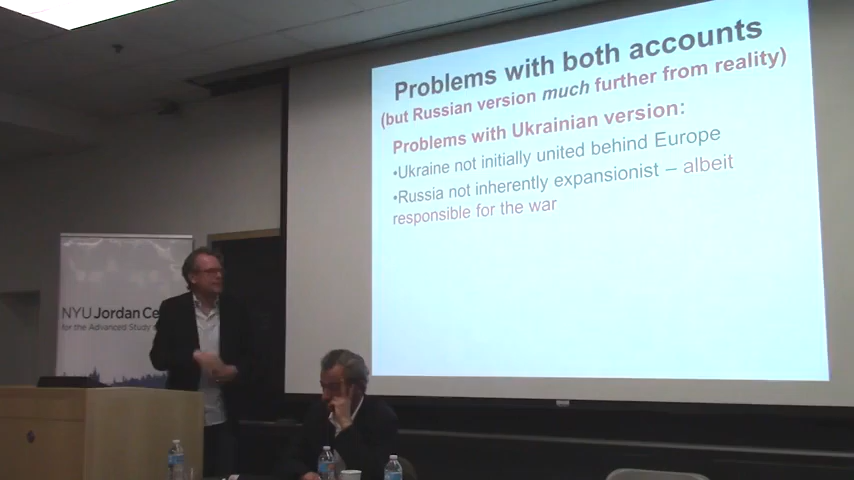 Problems with both accounts
(but Russian version much further from reality)
Problems with Ukrainian version:
•Ukraine not initially united behind Europe
•Russia not inherently expansionist – albeit
responsible for the war
NYU Jordan Ce
for the Advanced Study